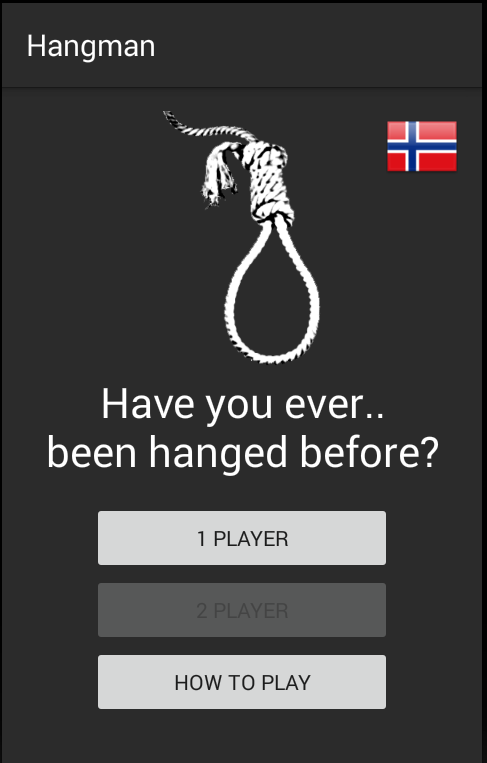 Hangman
Have you ever..
been hanged before?
1 PLAYER
2 PLAYER
HOW TO PLAY